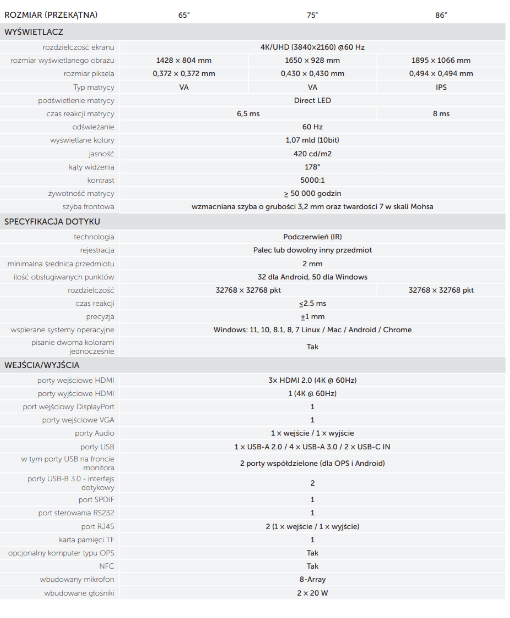 ROZMIAR (PRZEKĄTNA) 65" 75" 86"
WYŚWIETLACZ
rozdzielczość ekranu 4K/UHD (3840×2160) @60 Hz
rozmiar wyświetlanego obrazu 1428 × 804 mm 1650 × 928 mm 1895 × 1066 mm
rozmiar piksela 0,372 × 0,372 mm 0,430 × 0,430 mm 0,494 × 0,494 mm
Typ matrycy VA VA IPS
podświetlenie matrycy Direct LED
czas reakcji matrycy 6,5 ms 8 ms
odświeżanie 60 Hz
wyświetlane kolory 1,07 mld (10bit)
jasność 420 cd/m2
kąty widzenia 178°
kontrast 5000:1
żywotność matrycy ≥ 50 000 godzin
szyba frontowa wzmacniana szyba o grubości 3,2 mm oraz twardości 7 w skali Mohsa
SPECYFIKACJA DOTYKU
technologia Podczerwień (IR)
rejestracja Palec lub dowolny inny przedmiot
minimalna średnica przedmiotu 2 mm
ilość obsługiwanych punktów 32 dla Android, 50 dla Windows
rozdzielczość 32768 × 32768 pkt 32768 × 32768 pkt
czas reakcji ≤2.5 ms
precyzja ±1 mm
wspierane systemy operacyjne Windows: 11, 10, 8.1, 8, 7 Linux / Mac / Android / Chrome
pisanie dwoma kolorami
jednocześnie Tak
WEJŚCIA/WYJŚCIA
porty wejściowe HDMI 3× HDMI 2.0 (4K @ 60Hz)
porty wyjściowe HDMI 1 (4K @ 60Hz)
port wejściowy DisplayPort 1
porty wejściowe VGA 1
porty Audio 1 × wejście / 1 × wyjście
porty USB 1 × USB-A 2.0 / 4 × USB-A 3.0 / 2 × USB-C IN
w tym porty USB na froncie
monitora 2 porty współdzielone (dla OPS i Android)
porty USB-B 3.0 - interfejs
dotykowy 2
port SPDIF 1
port sterowania RS232 1
port RJ45 2 (1 × wejście / 1 × wyjście)
karta pamięci TF 1
opcjonalny komputer typu OPS Tak
NFC Tak
wbudowany mikrofon 8-Array
wbudowane głośniki 2 × 20 W